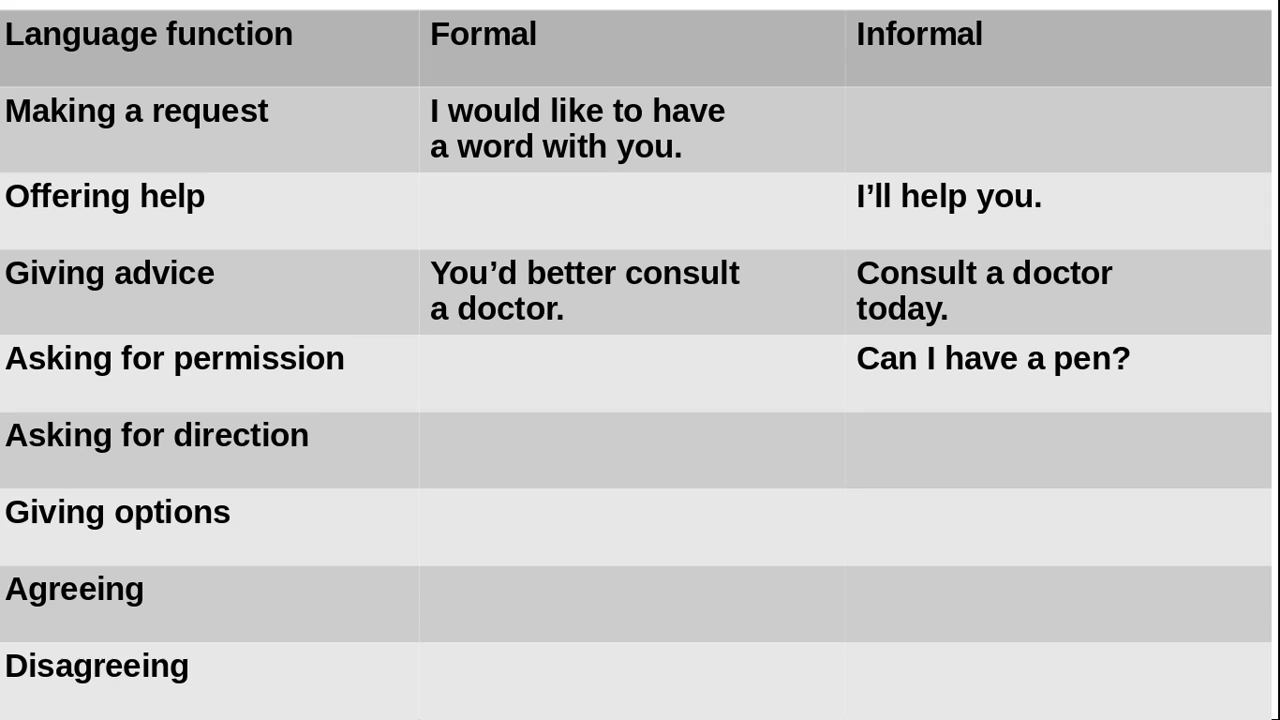 Language function Formal Informal
Making a request I would like to have
a word with you.
Offering help I’ll help you.
Giving advice You’d better consult Consult a doctor
a doctor. today.
Asking for permission Can I have a pen?
Asking for direction
Giving options
Agreeing
Disagreeing